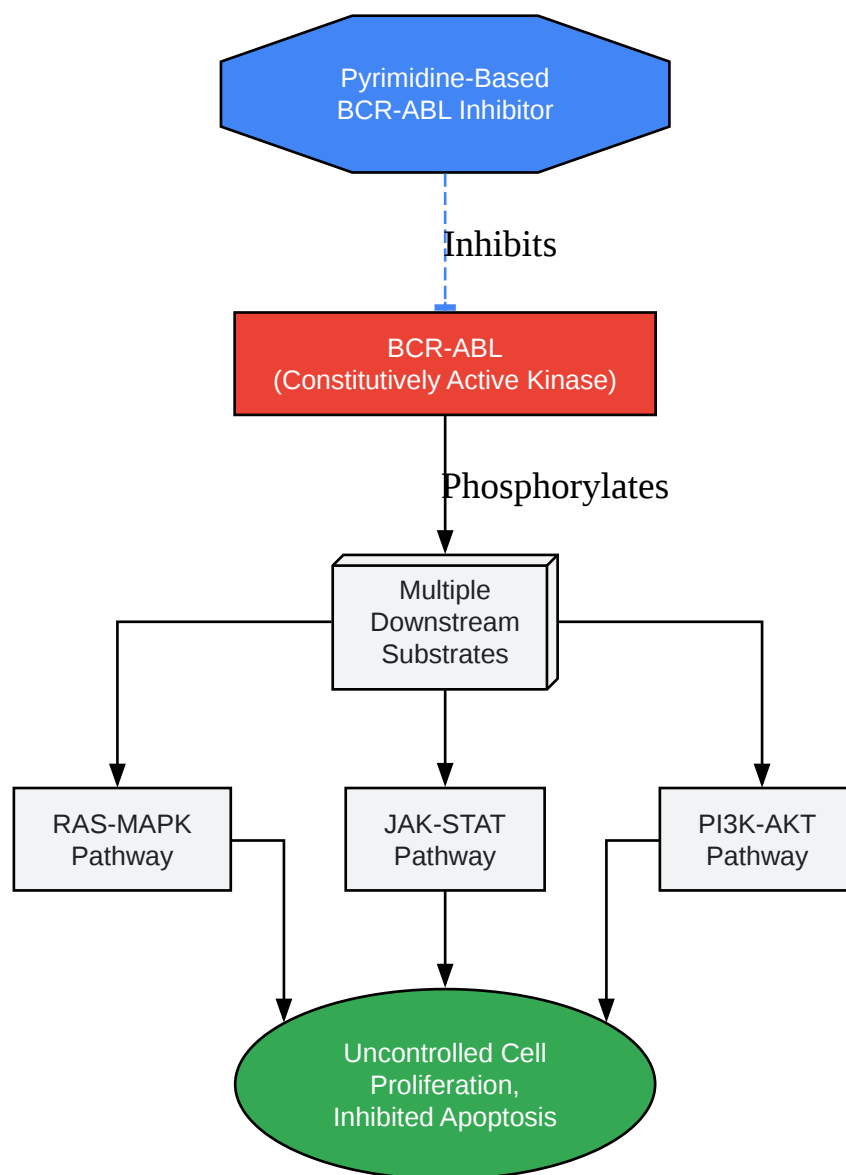 Pyrimidine-Based
BCR-ABL Inhibitor
Inhibits
BCR-ABL
(Constitutively Active Kinase)
Phosphorylates
Multiple
Downstream
Substrates
RAS-MAPK
Pathway
JAK-STAT
Pathway
PI3K-AKT
Pathway
Uncontrolled Cell
Proliferation,
Inhibited Apoptosis